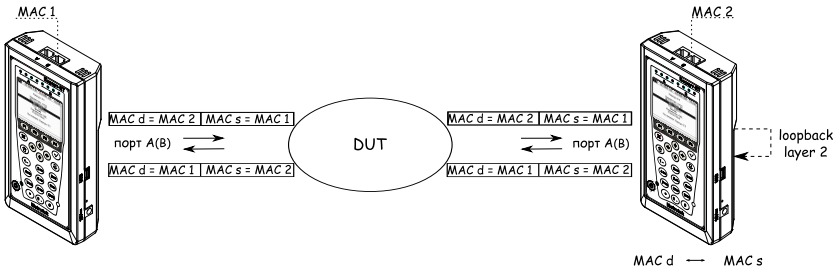 MAC 1
MAC 2
MAC d = MAC 2 MAC s = MAC 1
MAC d = MAC 2 MAC s = MAC 1
порт A(B)
DUT
порт A(B)
loopback
layer 2
MAC d = MAC 1 MAC s = MAC 2
MAC d = MAC 1 MAC s = MAC 2
MAC d ↔ MAC s